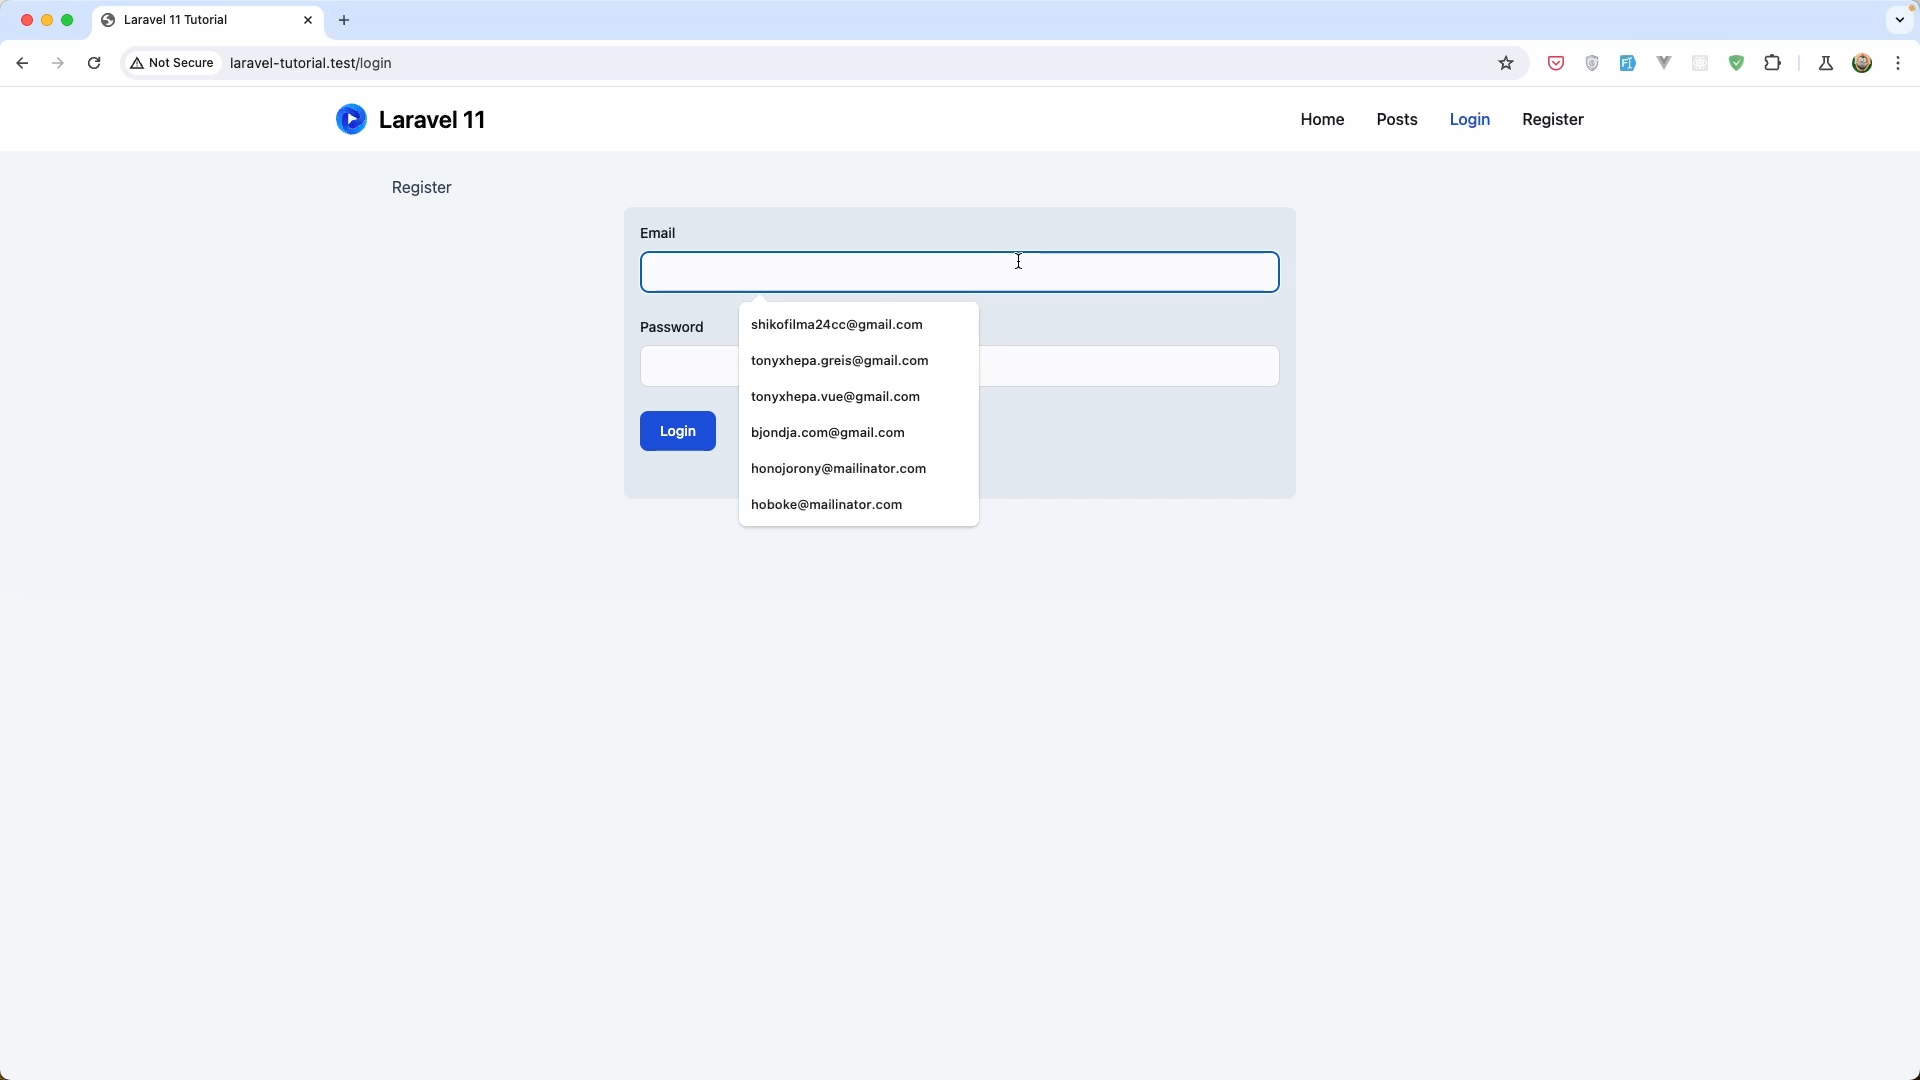 Laravel 11 Tutorial
Not Secure
laravel-tutorial.test/login
Laravel 11
Home
Posts
Login
Register
Register
Email
Password
shikofilma24cc@gmail.com
tonyxhepa.greis@gmail.com
tonyxhepa.vue@gmail.com
bjondja.com@gmail.com
honojorony@mailinator.com
hoboke@mailinator.com
Login